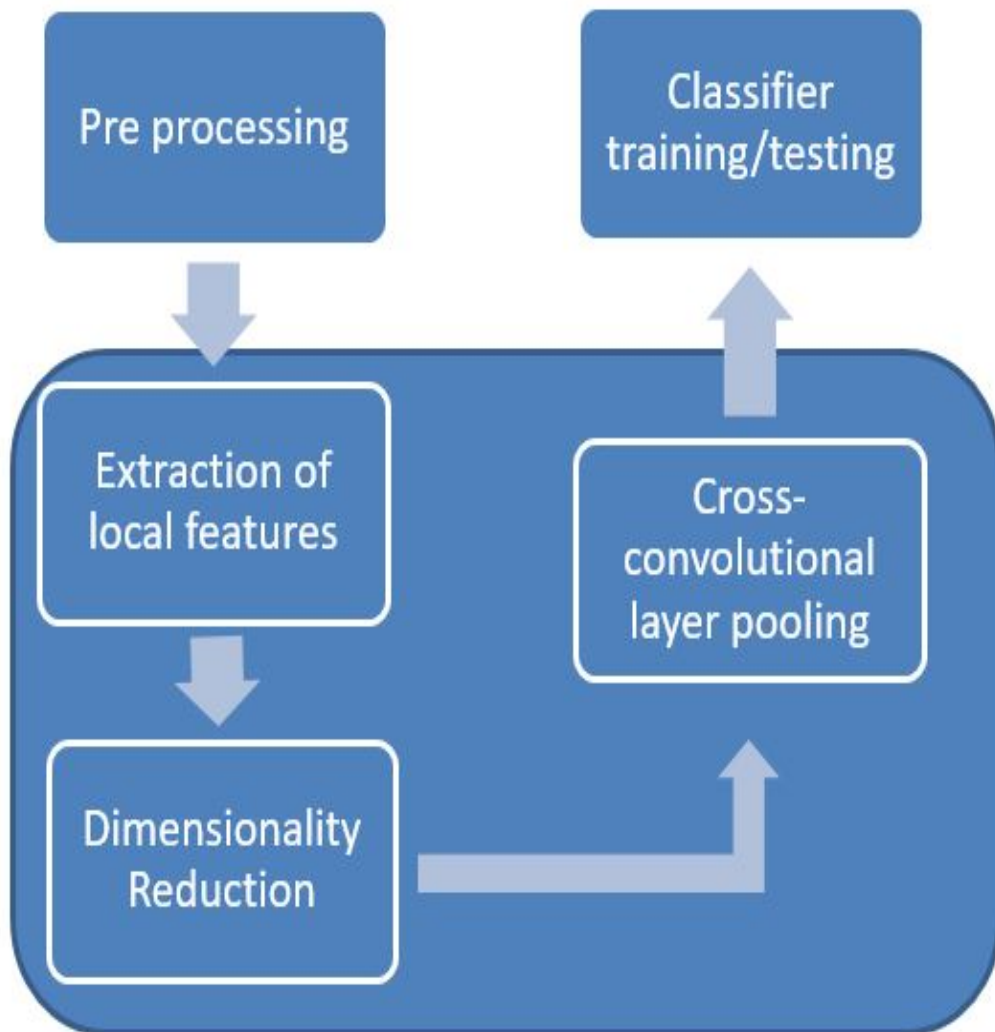 Pre processing
Classifier
training/testing
Extraction of
local features
Cross-
convolutional
layer pooling
Dimensionality
Reduction